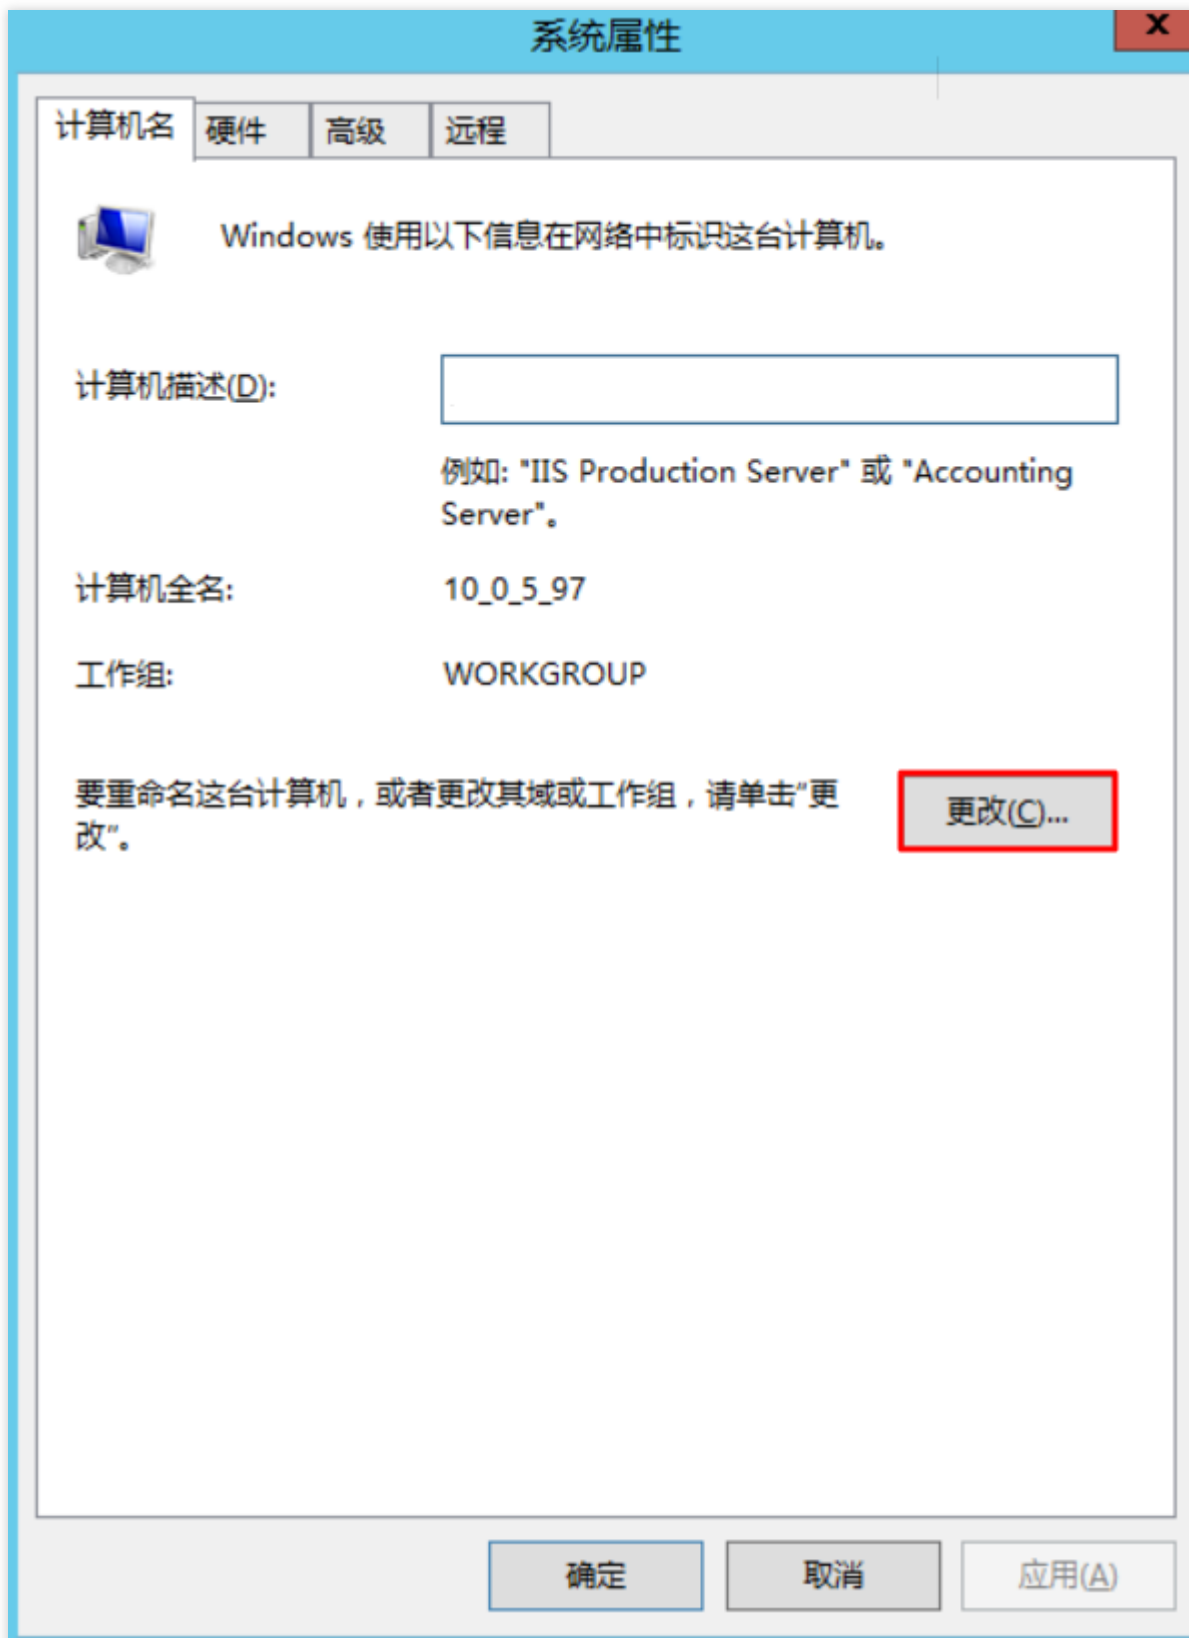 系统属性
x
计算机名 硬件 高级 远程
Windows 使用以下信息在网络中标识这台计算机。
计算机描述(D):
例如: "IIS Production Server" 或 "Accounting
Server"。
计算机全名: 10_0_5_97
工作组: WORKGROUP
要重命名这台计算机，或者更改其域或工作组，请单击“更
改”。
更改(C)...
确定 取消 应用(A)